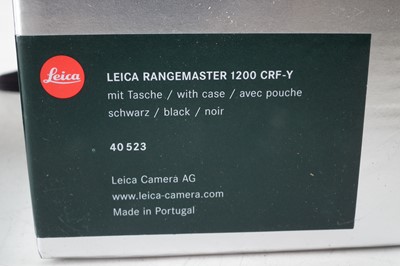 Leica
LEICA RANGEMASTER 1200 CRF-Y
mit Tasche / with case / avec pouche
schwarz / black / noir
40 523
Leica Camera AG
www.leica-camera.com
Made in Portugal